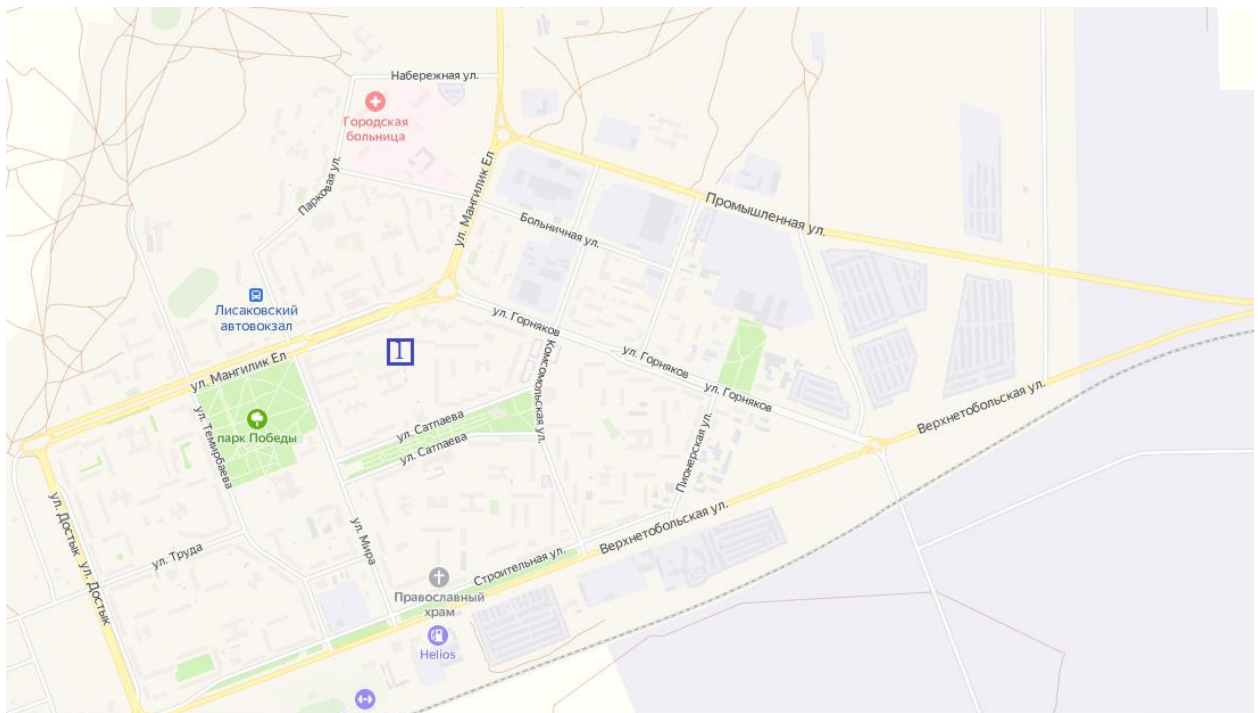 Набережная ул.
Городская
больница
Парковая ул.
ул. Мангилик Ел
Промышленная ул.
Больничная ул.
Лисаковский
автовокзал
ул. Горняков
1
ул. Мангилик Ел
Комсомольская ул.
ул. Горняков
ул. Горняков
Верхнетобольская ул.
парк Победы
ул. Темирбаева
ул. Сатпаева
ул. Сатпаева
Пионерская ул.
ул. Достык
ул. Достык
ул. Труда
ул. Мира
Верхнетобольская ул.
Строительная ул.
Православный
храм
Helios